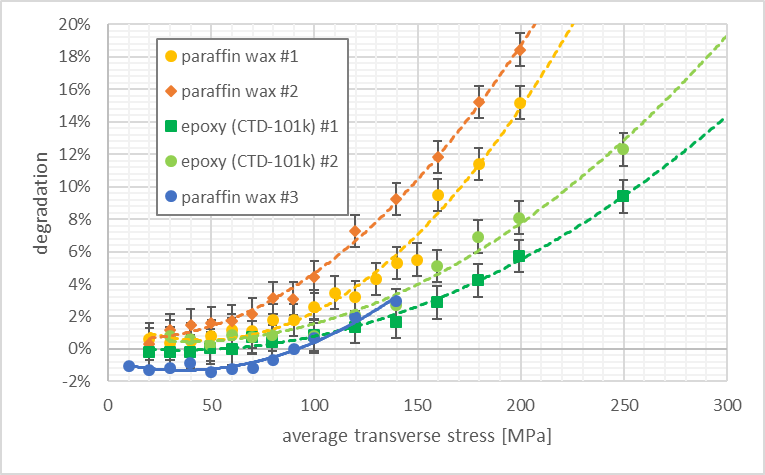 20%
18%
16%
14%
12%
10%
8%
6%
4%
2%
0%
-2%
degradation
paraffin wax #1
paraffin wax #2
epoxy (CTD-101k) #1
epoxy (CTD-101k) #2
paraffin wax #3
0 50 100 150 200 250 300
average transverse stress [MPa]